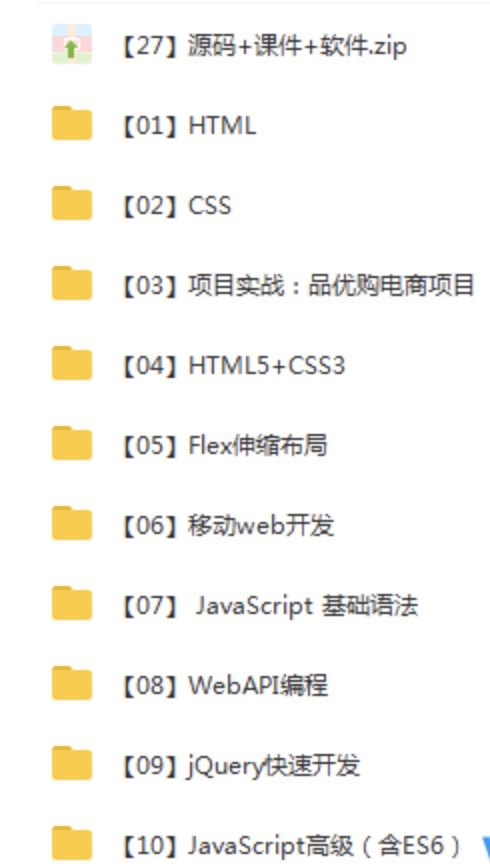 【27】源码+课件+软件.zip
【01】HTML
【02】CSS
【03】项目实战：品优购电商项目
【04】HTML5+CSS3
【05】Flex伸缩布局
【06】移动web开发
【07】 JavaScript 基础语法
【08】WebAPI编程
【09】jQuery快速开发
【10】JavaScript高级（含ES6）